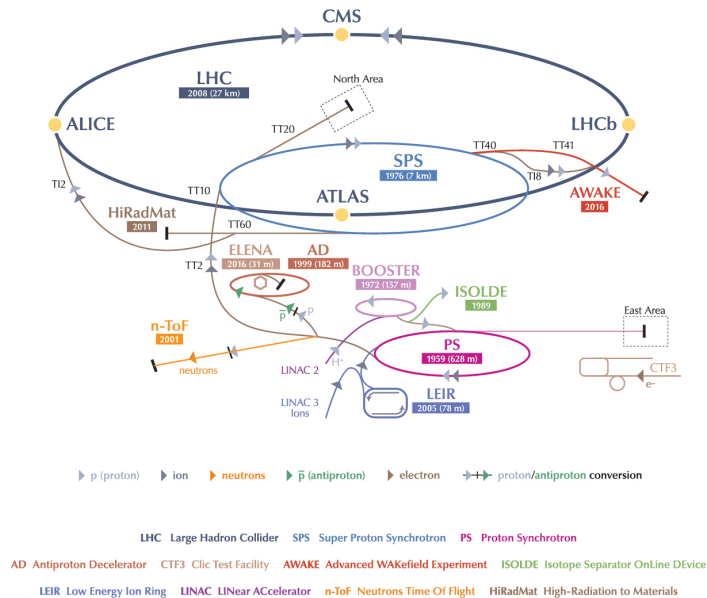 CMS
LHC
2008 (27 km)
North Area
ALICE
TT20
LHCb
TT40
TT41
SPS
1976 (7 km)
TI2
TT10
TI8
ATLAS
AWAKE
2016
HiRadMat
2011
TT60
ELENA
2016 (31 m)
AD
1999 (182 m)
TT2
BOOSTER
1972 (157 m)
ISOLDE
1989
p̅
p
East Area
n-ToF
2001
PS
1959 (628 m)
neutrons
LINAC 2
H⁺
CTF3
e–
LEIR
2005 (78 m)
LINAC 3
Ions
p (proton)
ion
neutrons
p̅ (antiproton)
electron
proton/antiproton conversion
LHC Large Hadron Collider
SPS Super Proton Synchrotron
PS Proton Synchrotron
AD Antiproton Decelerator
CTF3 Clic Test Facility
AWAKE Advanced WAKefield Experiment
ISOLDE Isotope Separator OnLine DEvice
LEIR Low Energy Ion Ring
LINAC LINear ACcelerator
n-ToF Neutrons Time Of Flight
HiRadMat High-Radiation to Materials